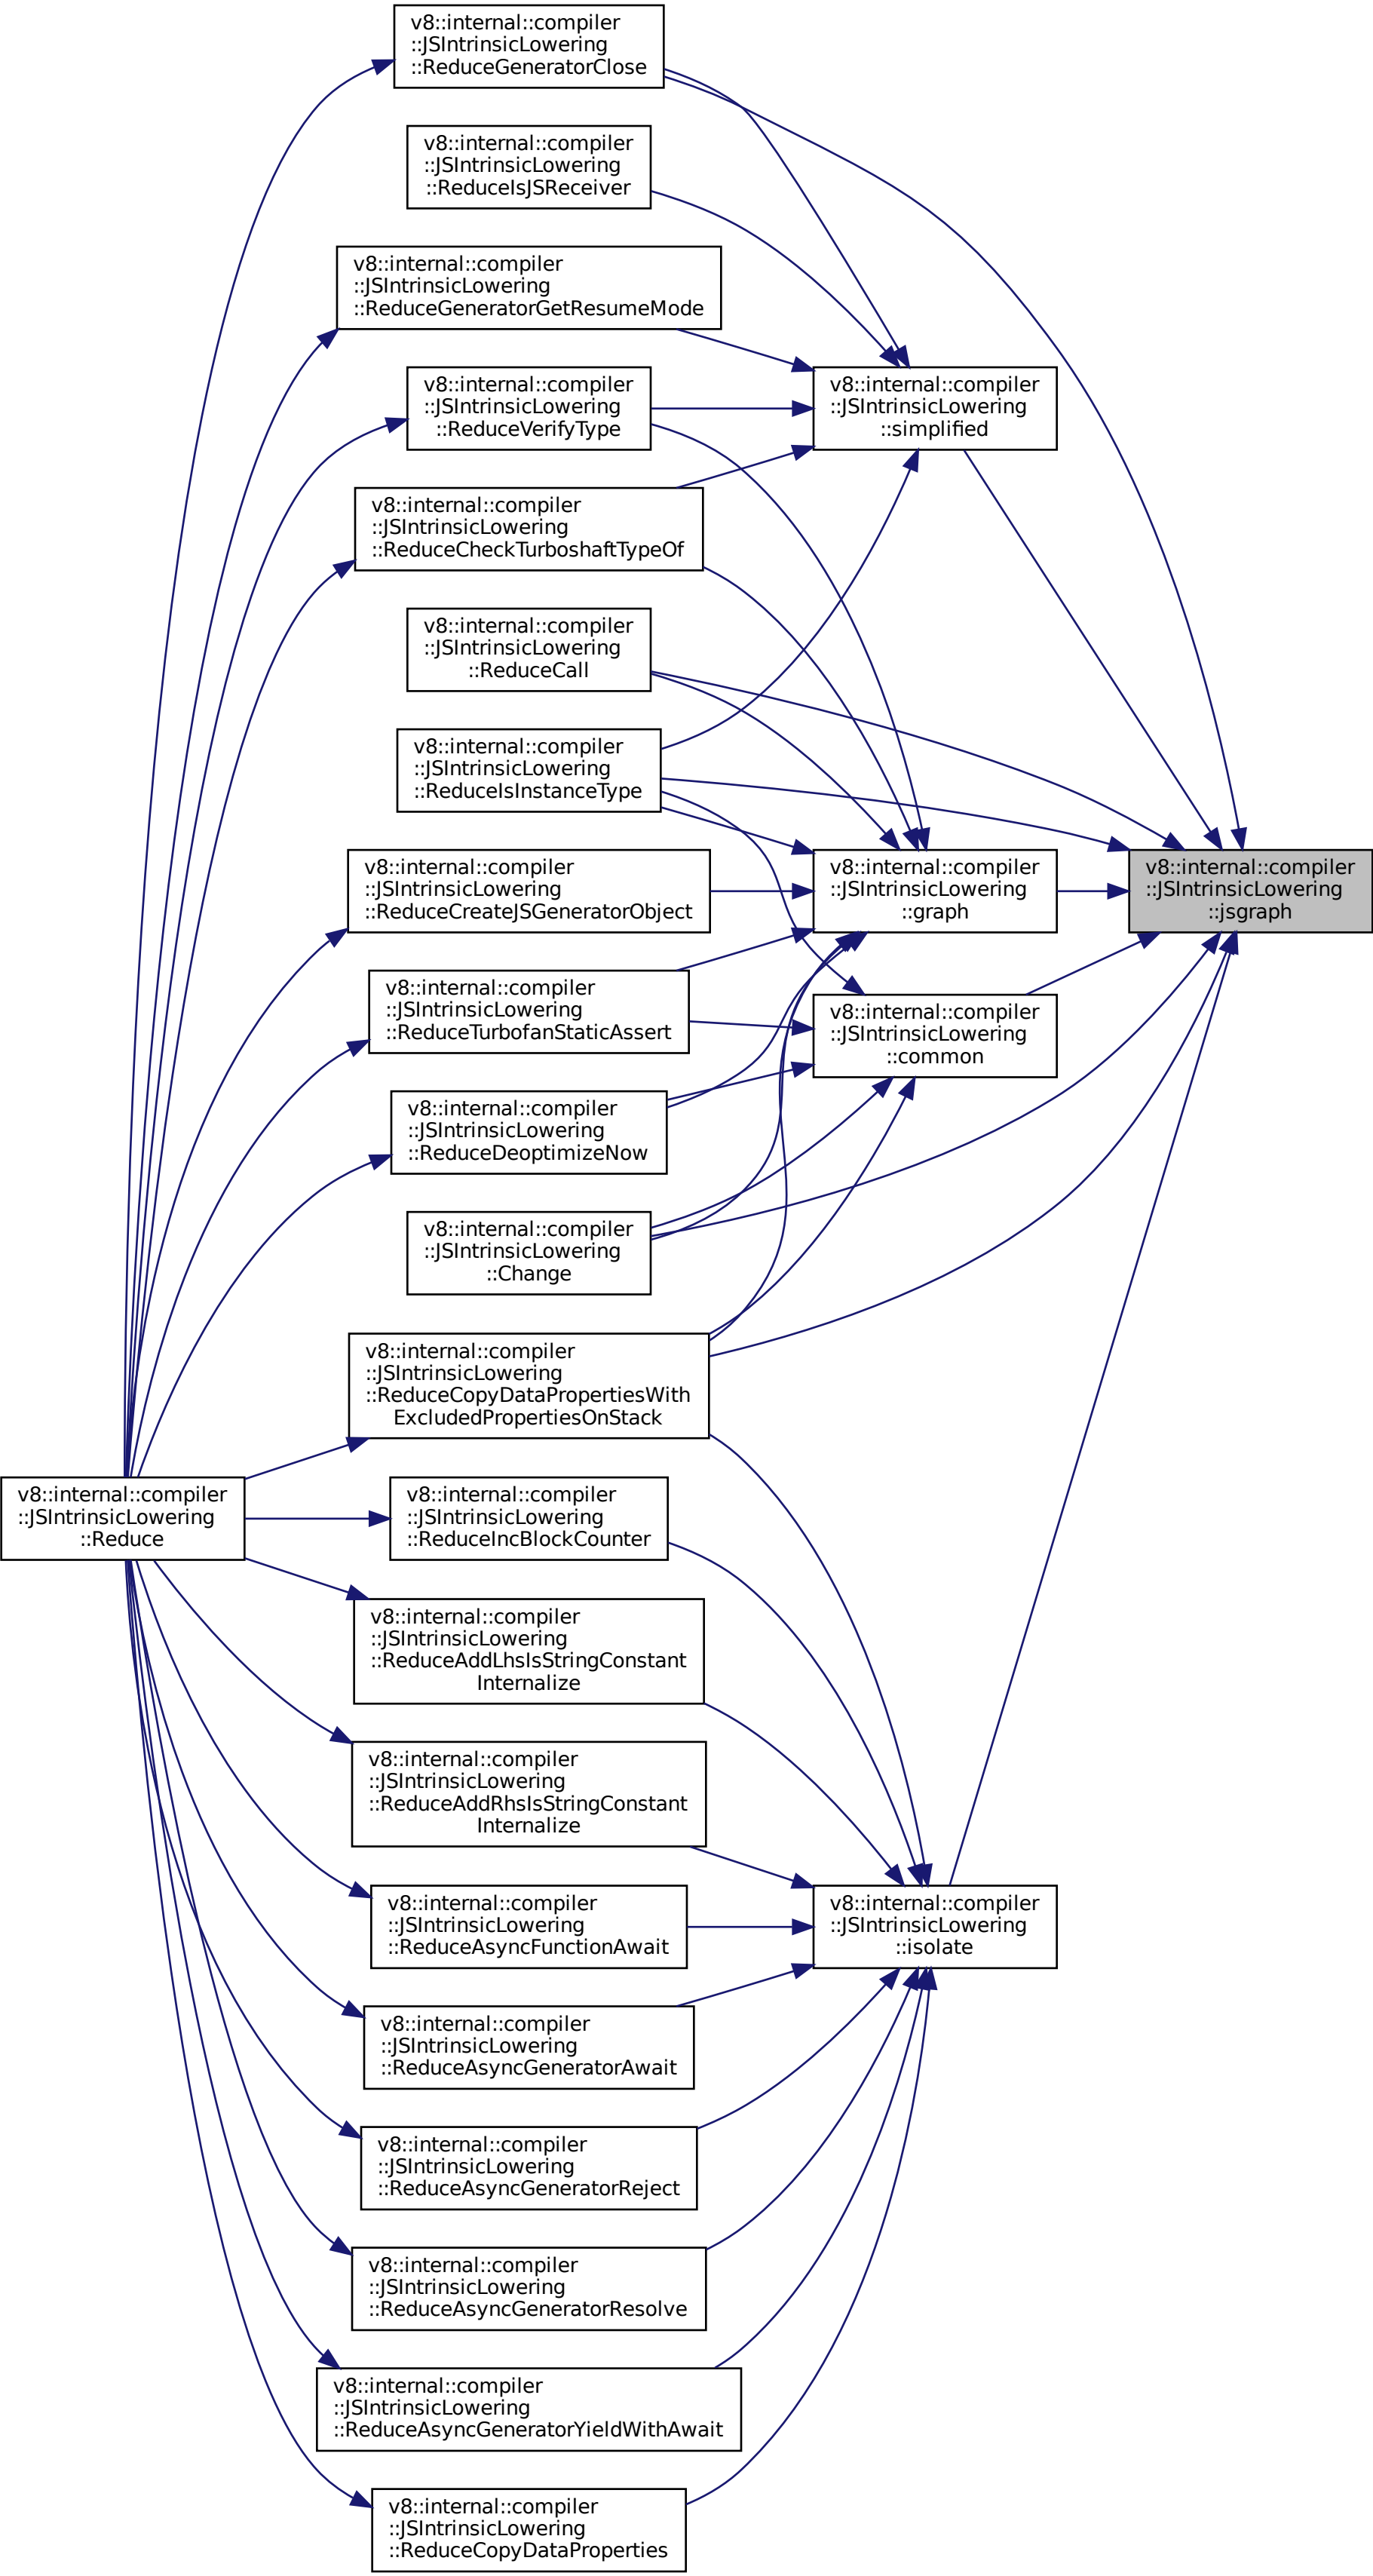 v8::internal::compiler
::JSIntrinsicLowering
::ReduceGeneratorClose
v8::internal::compiler
::JSIntrinsicLowering
::ReduceIsJSReceiver
v8::internal::compiler
::JSIntrinsicLowering
::ReduceGeneratorGetResumeMode
v8::internal::compiler
::JSIntrinsicLowering
::ReduceVerifyType
v8::internal::compiler
::JSIntrinsicLowering
::simplified
v8::internal::compiler
::JSIntrinsicLowering
::ReduceCheckTurboshaftTypeOf
v8::internal::compiler
::JSIntrinsicLowering
::ReduceCall
v8::internal::compiler
::JSIntrinsicLowering
::ReduceIsInstanceType
v8::internal::compiler
::JSIntrinsicLowering
::ReduceCreateJSGeneratorObject
v8::internal::compiler
::JSIntrinsicLowering
::graph
v8::internal::compiler
::JSIntrinsicLowering
::jsgraph
v8::internal::compiler
::JSIntrinsicLowering
::ReduceTurbofanStaticAssert
v8::internal::compiler
::JSIntrinsicLowering
::common
v8::internal::compiler
::JSIntrinsicLowering
::ReduceDeoptimizeNow
v8::internal::compiler
::JSIntrinsicLowering
::Change
v8::internal::compiler
::JSIntrinsicLowering
::ReduceCopyDataPropertiesWith
ExcludedPropertiesOnStack
v8::internal::compiler
::JSIntrinsicLowering
::Reduce
v8::internal::compiler
::JSIntrinsicLowering
::ReduceIncBlockCounter
v8::internal::compiler
::JSIntrinsicLowering
::ReduceAddLhsIsStringConstant
Internalize
v8::internal::compiler
::JSIntrinsicLowering
::ReduceAddRhsIsStringConstant
Internalize
v8::internal::compiler
::JSIntrinsicLowering
::ReduceAsyncFunctionAwait
v8::internal::compiler
::JSIntrinsicLowering
::isolate
v8::internal::compiler
::JSIntrinsicLowering
::ReduceAsyncGeneratorAwait
v8::internal::compiler
::JSIntrinsicLowering
::ReduceAsyncGeneratorReject
v8::internal::compiler
::JSIntrinsicLowering
::ReduceAsyncGeneratorResolve
v8::internal::compiler
::JSIntrinsicLowering
::ReduceAsyncGeneratorYieldWithAwait
v8::internal::compiler
::JSIntrinsicLowering
::ReduceCopyDataProperties